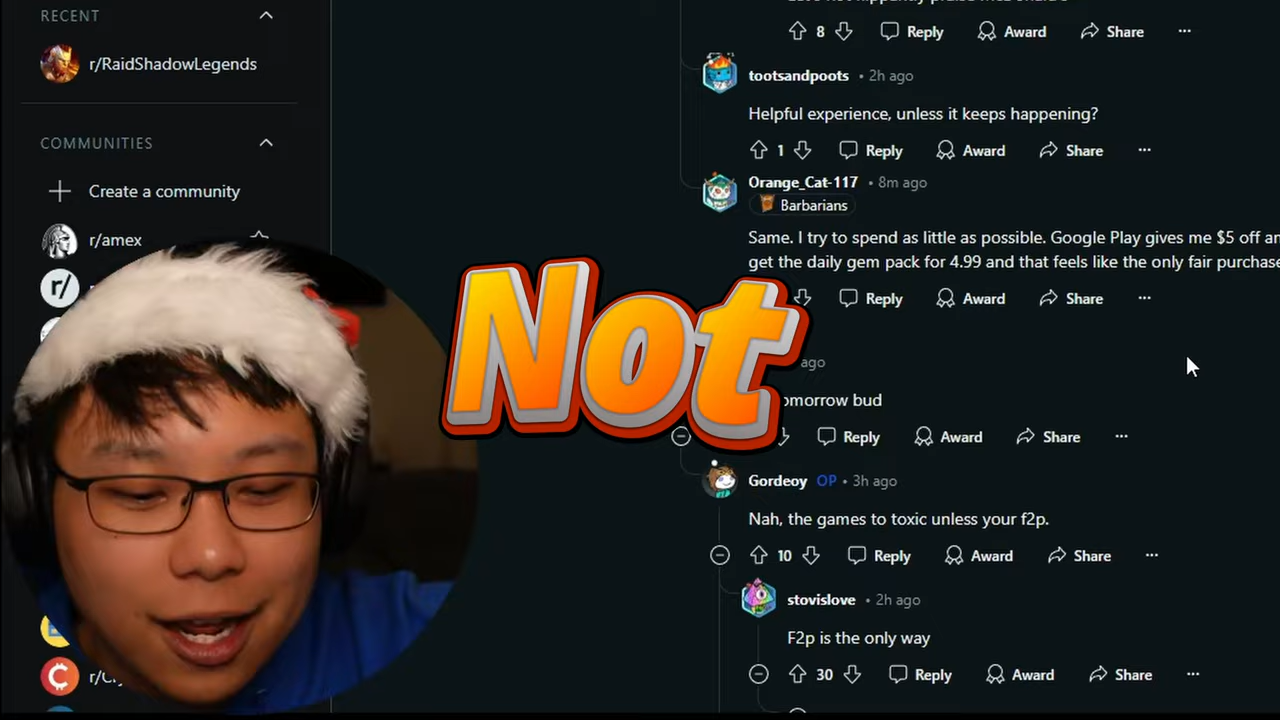 RECENT
r/RaidShadowLegends
COMMUNITIES
Create a community
r/amex
8 Reply Award Share
tootsandpoots • 2h ago
Helpful experience, unless it keeps happening?
1 Reply Award Share
Orange_Cat-117 • 8m ago
Barbarians
Same. I try to spend as little as possible. Google Play gives me $5 off
get the daily gem pack for 4.99 and that feels like the only fair purchase
Reply Award Share
Not
ago
omorrow bud
Reply Award Share
Gordeoy OP • 3h ago
Nah, the games to toxic unless your f2p.
10 Reply Award Share
stovislove • 2h ago
F2p is the only way
30 Reply Award Share